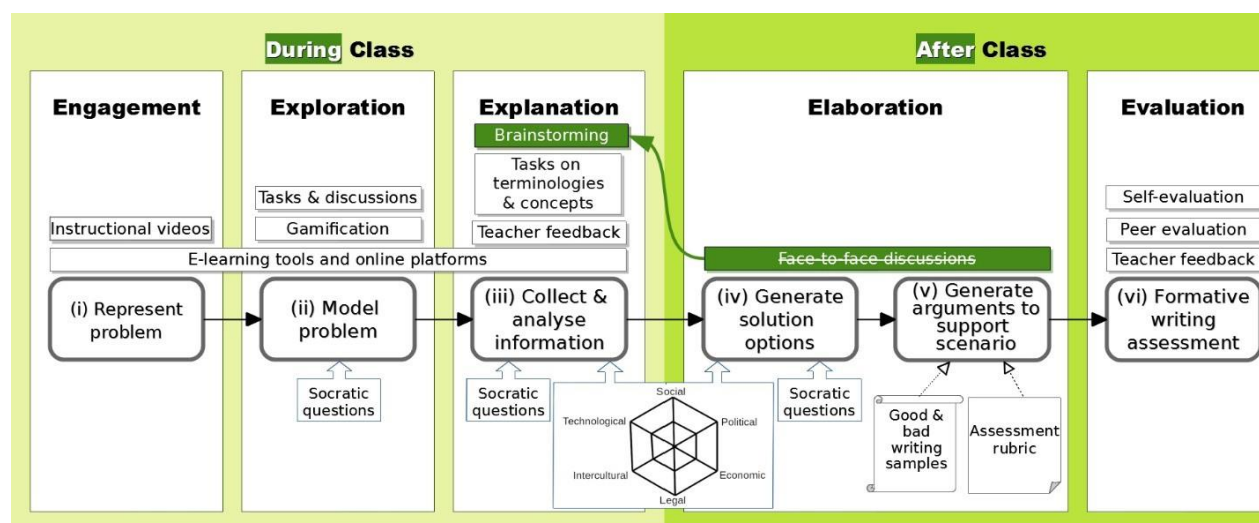 During Class
After Class
Engagement
Exploration
Explanation
Elaboration
Evaluation
Brainstorming
Tasks on
terminologies
& concepts
Tasks & discussions
Self-evaluation
Instructional videos
Gamification
Teacher feedback
Peer evaluation
E-learning tools and online platforms
Face-to-face discussions
Teacher feedback
(i) Represent
problem
(ii) Model
problem
(iii) Collect &
analyse
information
(iv) Generate
solution
options
(v) Generate
arguments to
support
scenario
(vi) Formative
writing
assessment
Socratic
questions
Socratic
questions
Social
Technological
Political
Intercultural
Economic
Legal
Socratic
questions
Good &
bad
writing
samples
Assessment
rubric